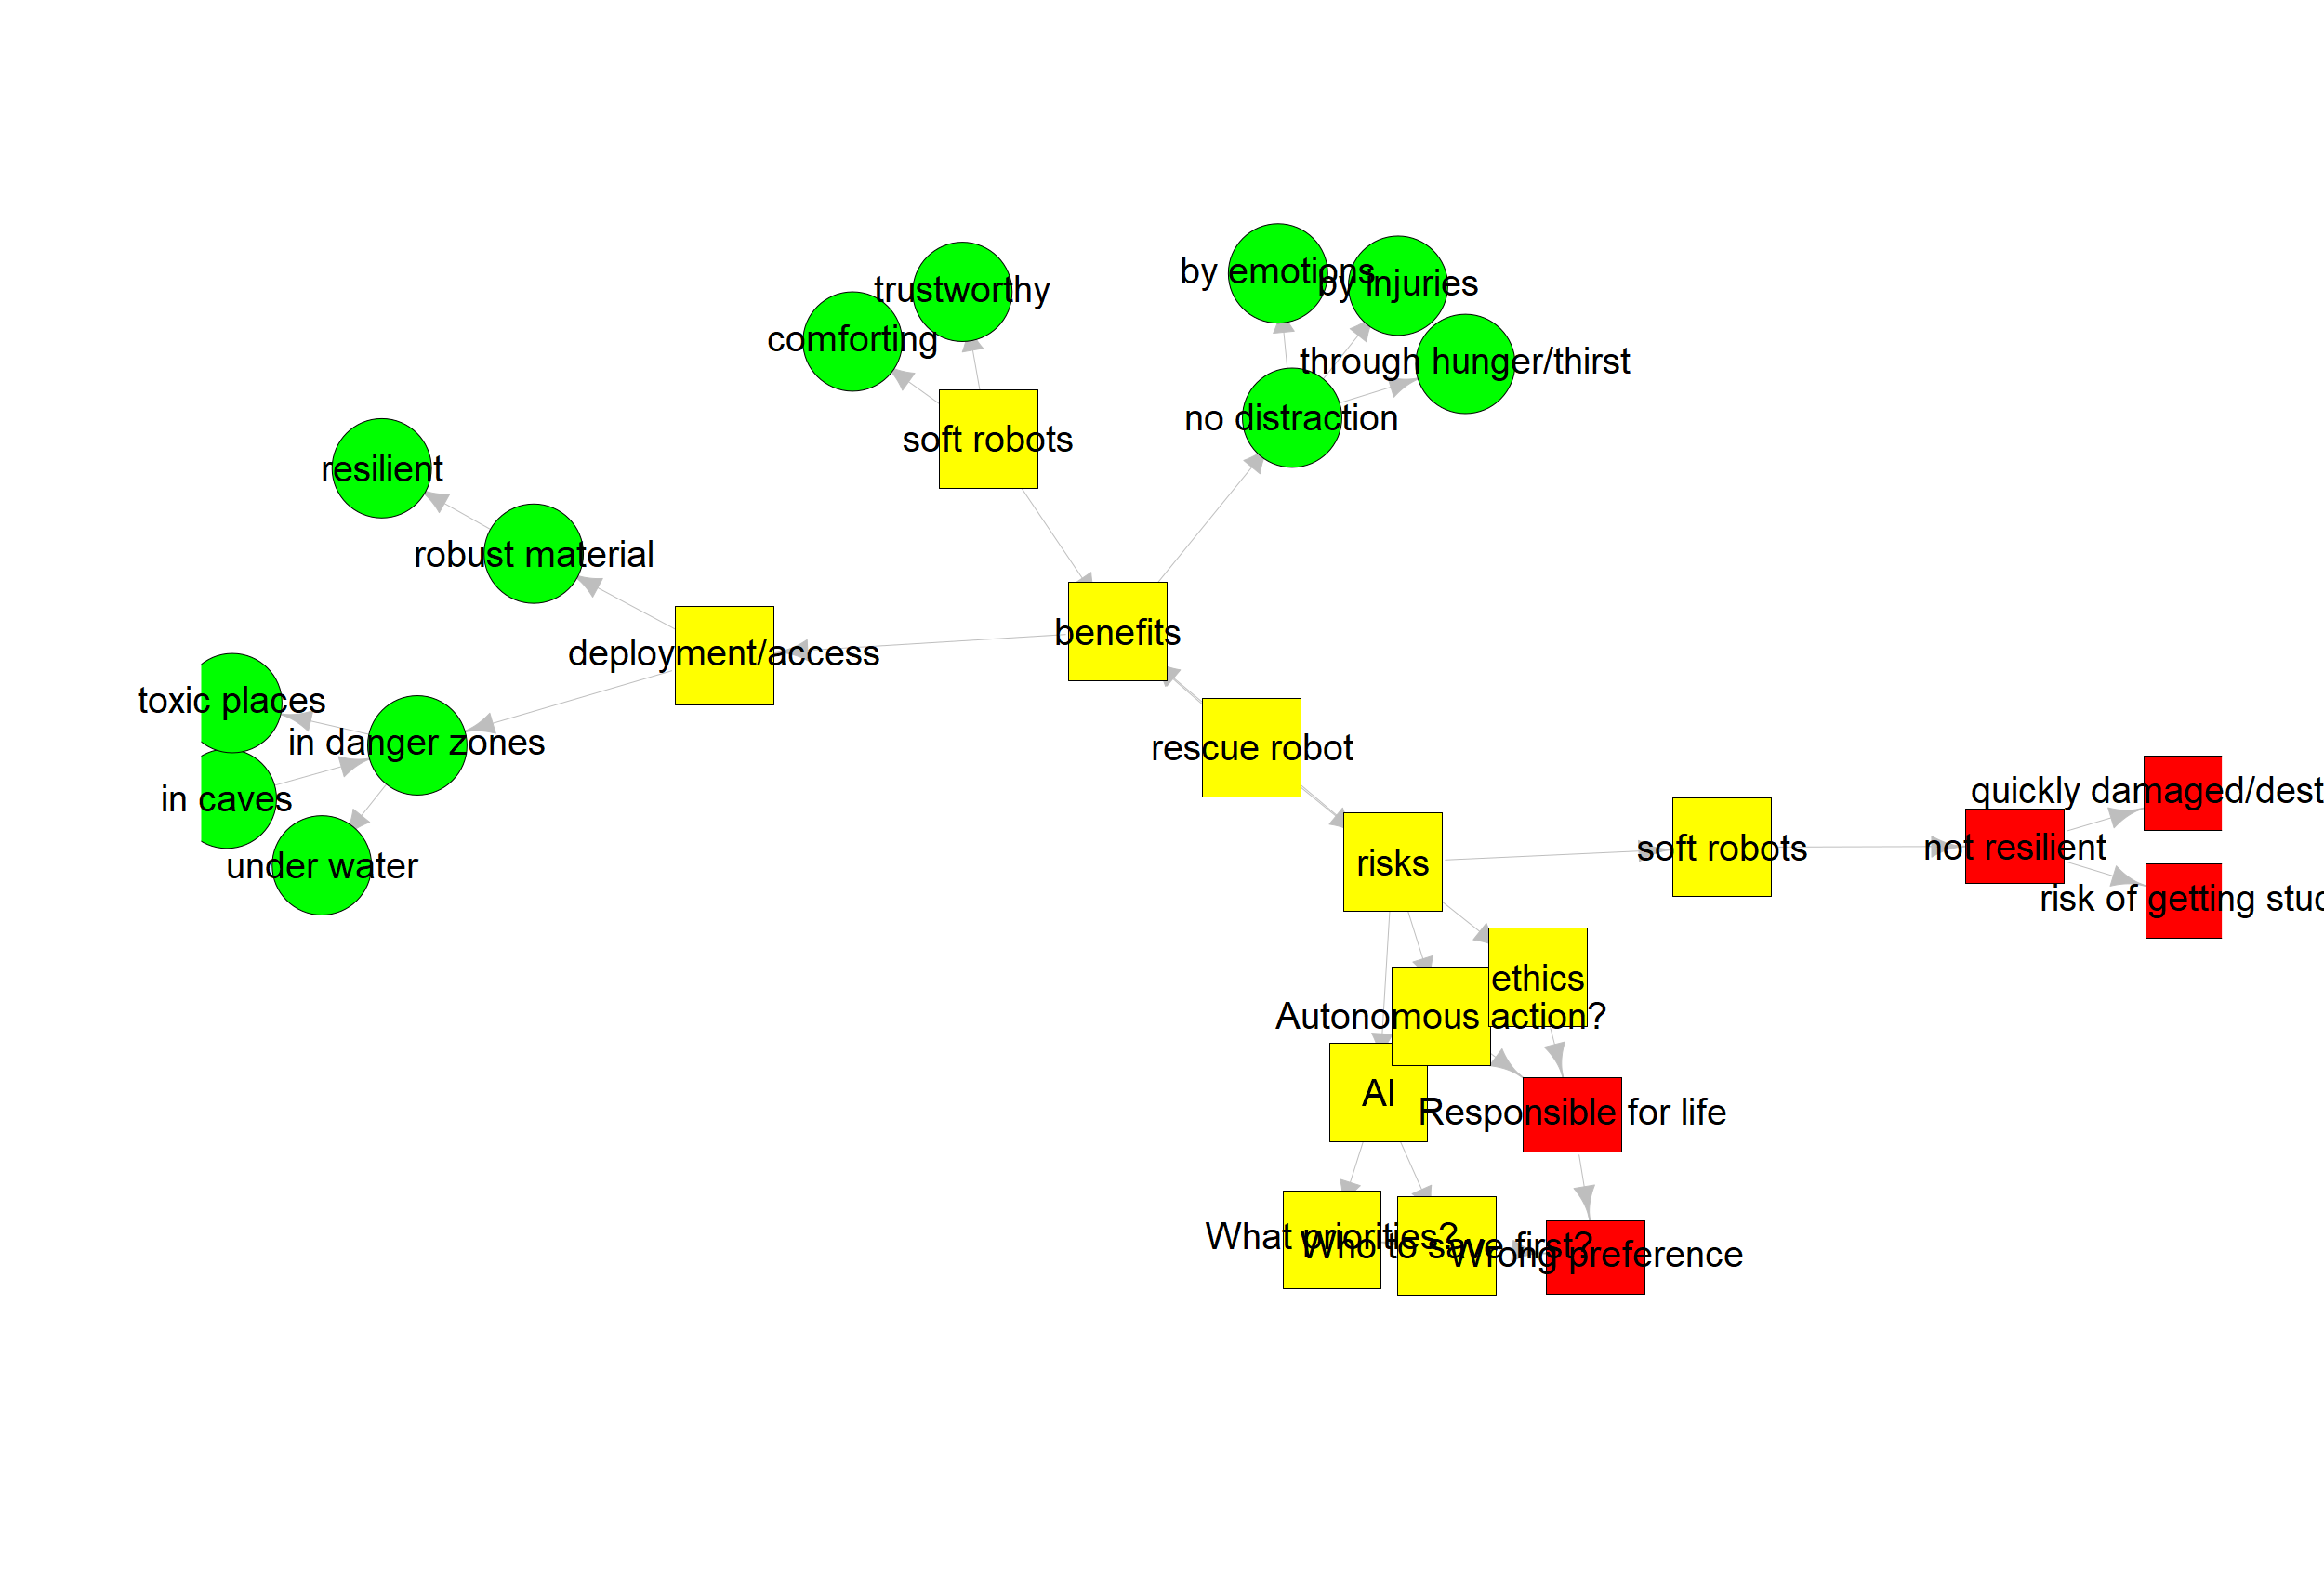 by emotions
by injuries
trustworthy
comforting
through hunger/thirst
no distraction
soft robots
resilient
robust material
benefits
deployment/access
toxic places
in danger zones
rescue robot
in caves
under water
risks
soft robots
not resilient
quickly damaged/dest
risk of getting stuc
ethics
Autonomous action?
AI
Responsible for life
What priorities?
Who to save first?
Wrong preference